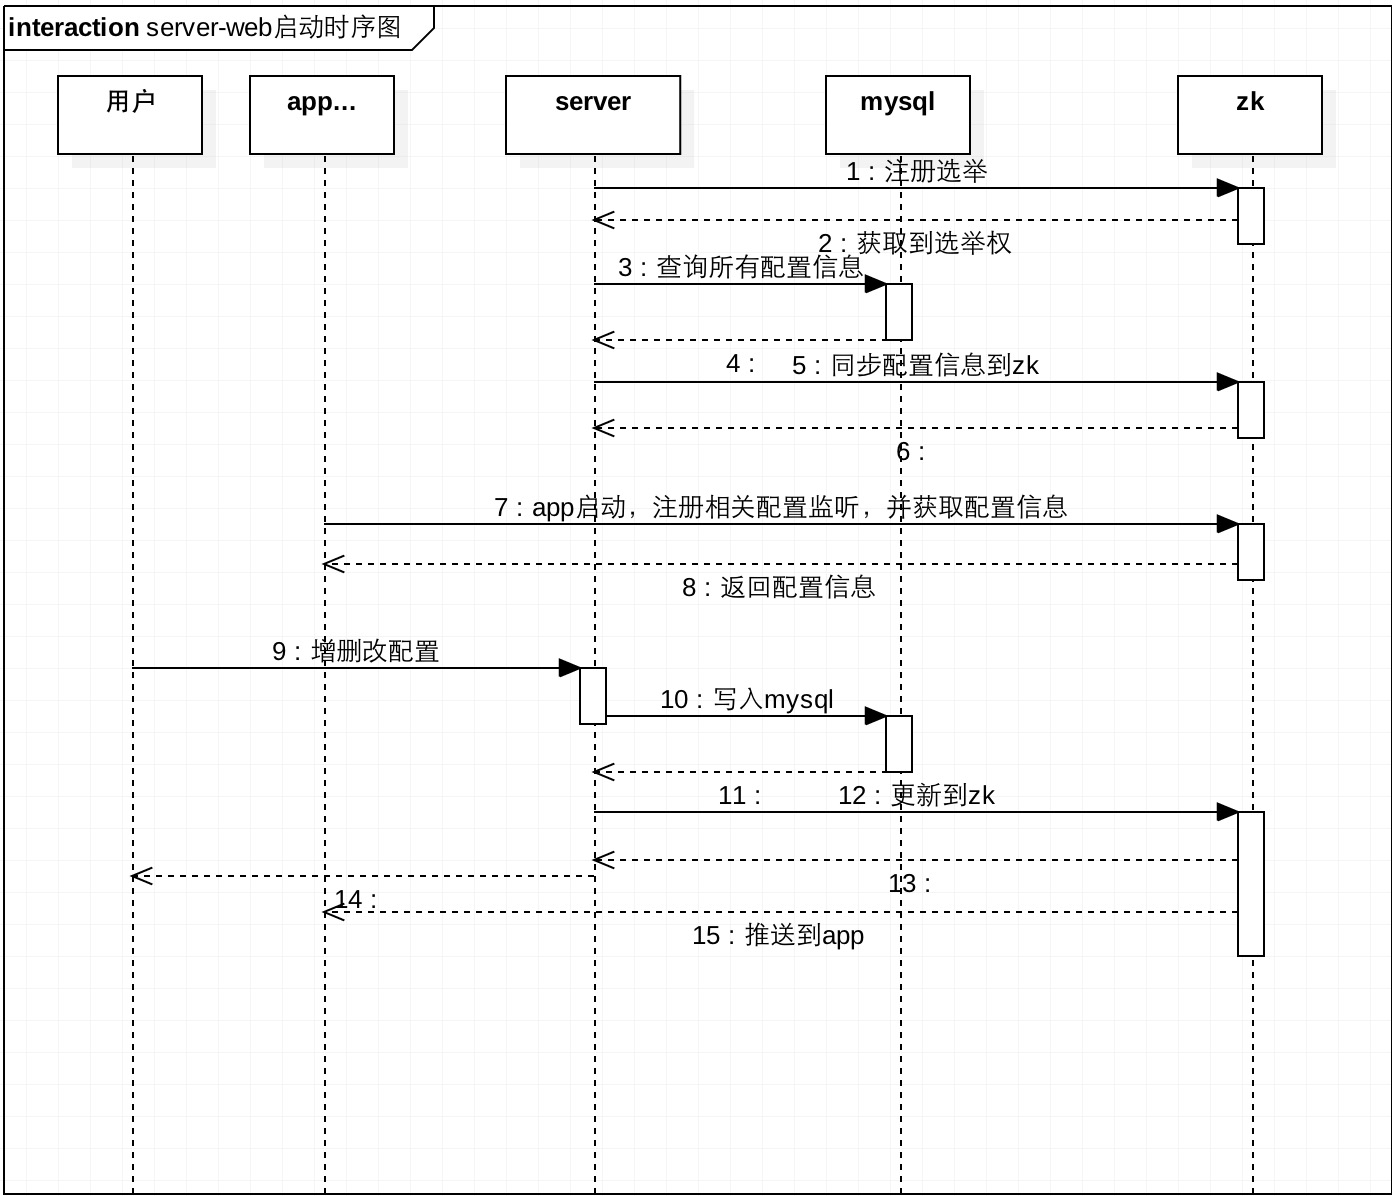 interaction server-web启动时序图
用户
app...
server
mysql
zk
1 : 注册选举
2 : 获取到选举权
3 : 查询所有配置信息
4 :
5 : 同步配置信息到zk
6 :
7 : app启动，注册相关配置监听，并获取配置信息
8 : 返回配置信息
9 : 增删改配置
10 : 写入mysql
11 :
12 : 更新到zk
13 :
14 :
15 : 推送到app